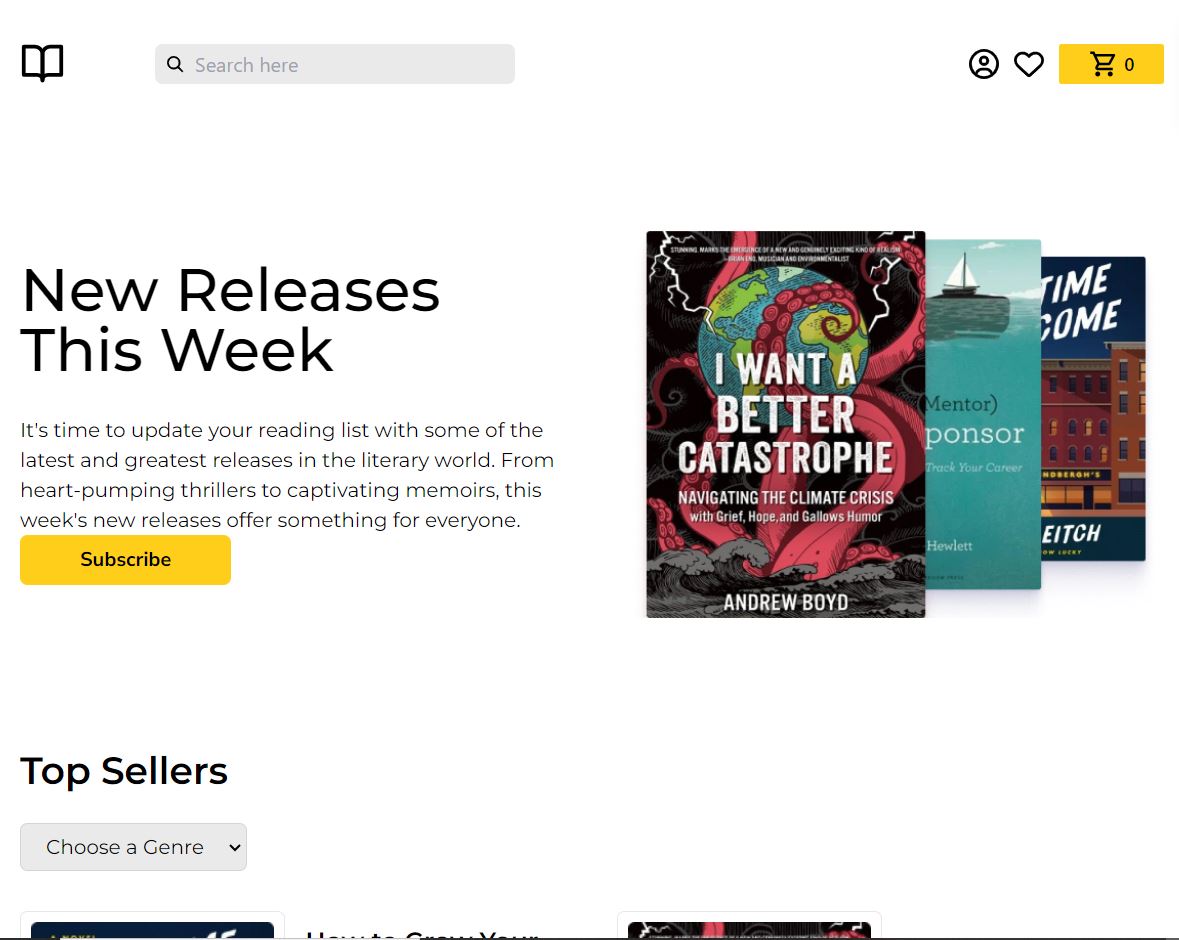 Search here
0
New Releases
This Week
It's time to update your reading list with some of the
latest and greatest releases in the literary world. From
heart-pumping thrillers to captivating memoirs, this
week's new releases offer something for everyone.
Subscribe
STUNNING. MARKS THE EMERGENCE OF A NEW AND GENUINELY EXCITING KIND OF REALISM.
—BRIAN ENO, MUSICIAN AND ENVIRONMENTALIST
I WANT A
BETTER
CATASTROPHE
NAVIGATING THE CLIMATE CRISIS
with Grief, Hope, and Gallows Humor
ANDREW BOYD
(Mentor)
ponsor
Track Your Career
Hewlett
TIME
COME
NDBERGH'S
EITCH
OW LUCKY
Top Sellers
Choose a Genre
A NOVEL
How to Grow Your